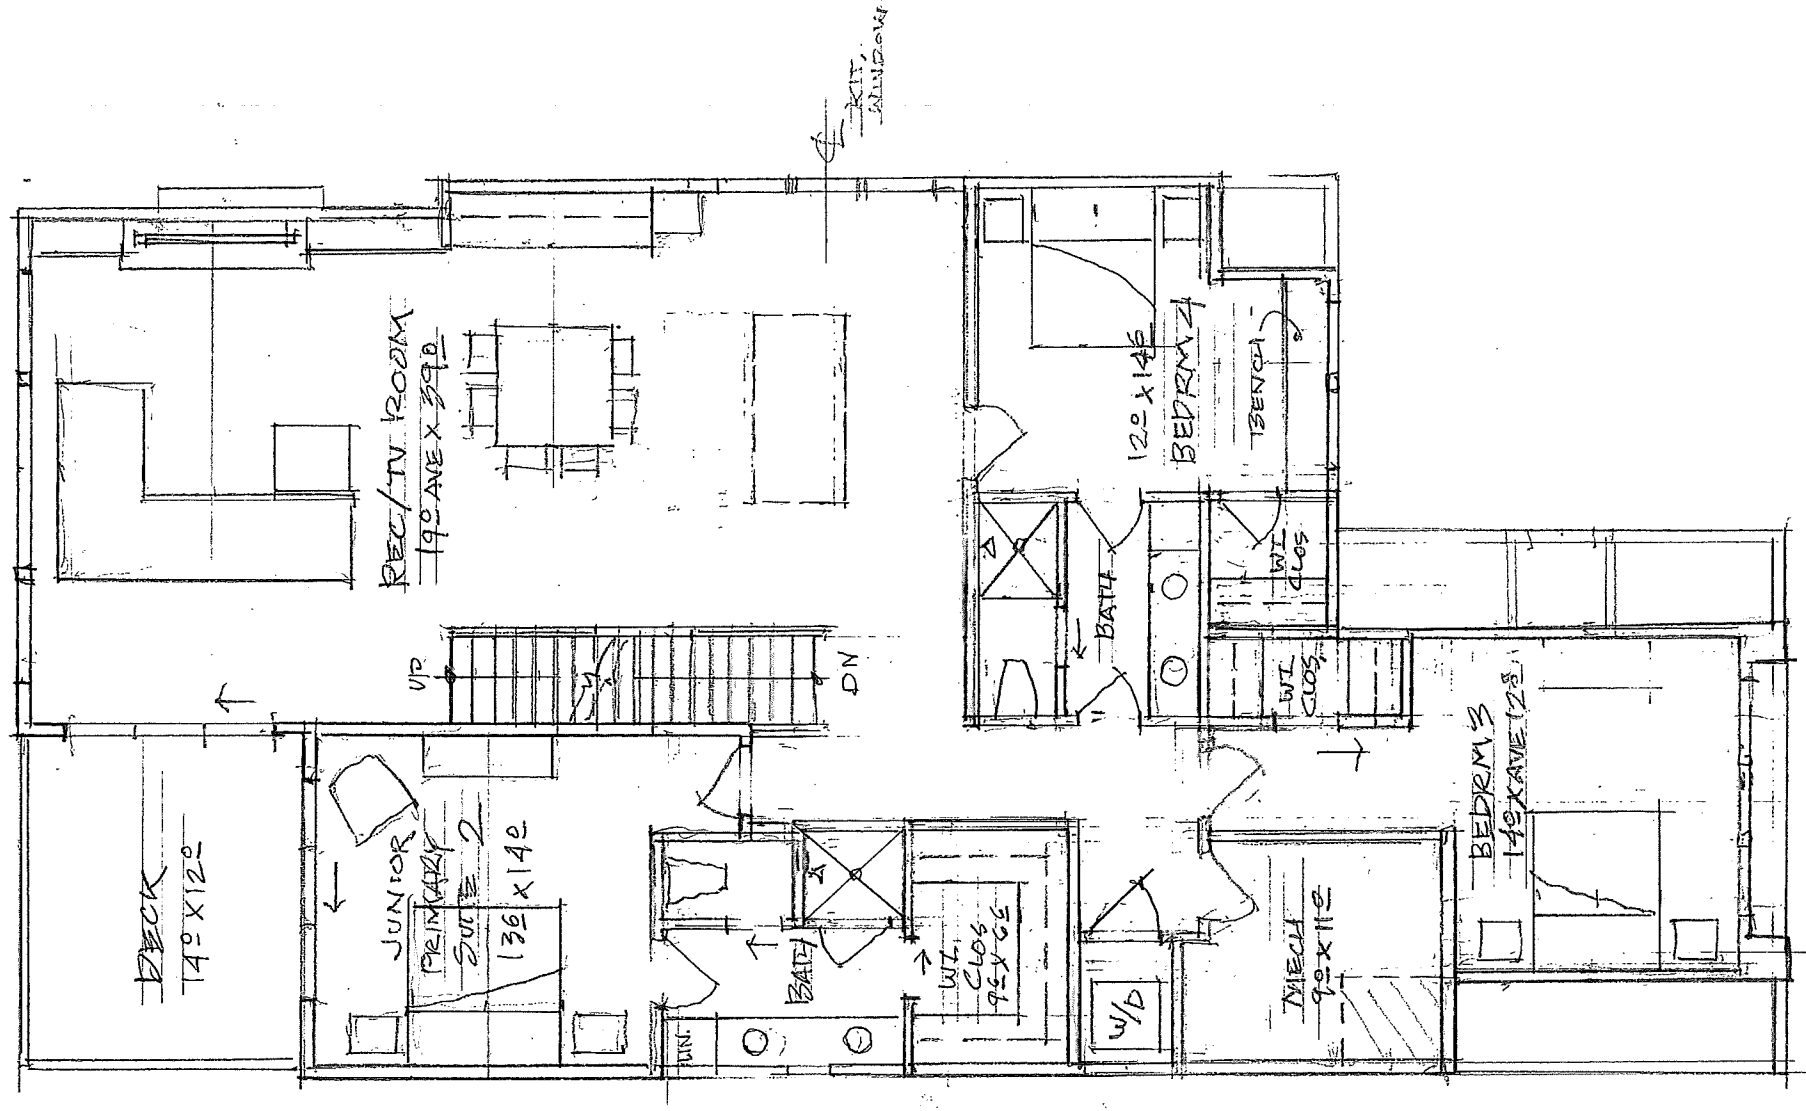 KIT.
WINDOW
REC/TV ROOM
19⁰ AVE X 39⁰
UP
DN
12⁰ X 14⁶
BEDRM 4
BENCH
WI
CLOS
BATH
WI
CLOS.
BEDRM 3
14⁰ X AVE 12⁸
DECK
14⁰ X 12⁰
JUNIOR
PRIMARY
SUITE 2
13⁶ X 14⁰
BATH
LIN.
W.I.
CLOS
9⁶ X 6⁶
W/D
MECH
9⁰ X 11⁰